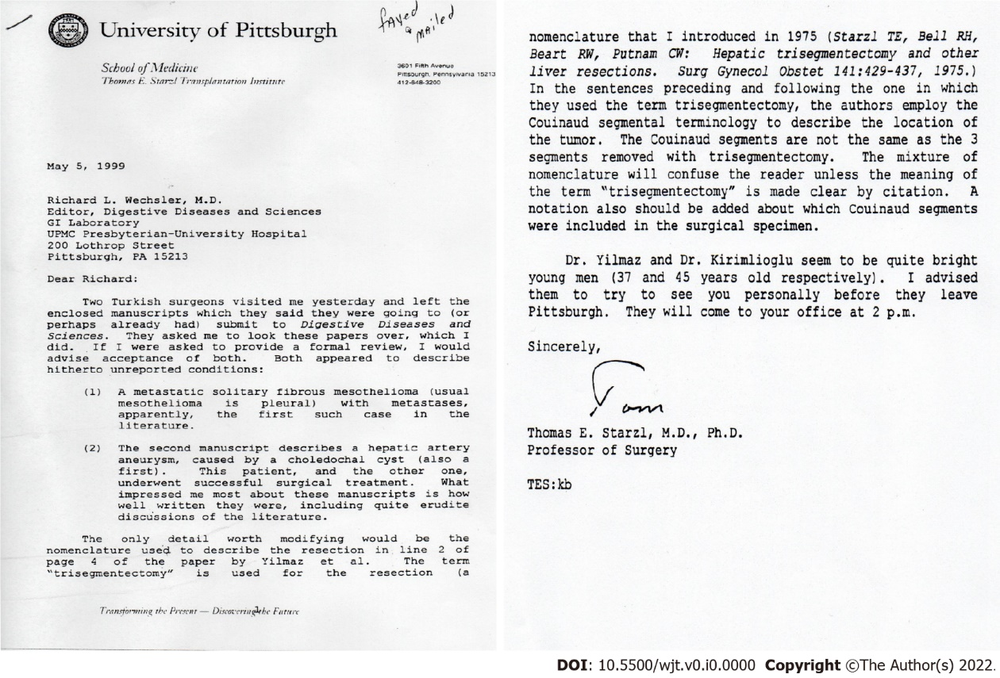 faxed
& mailed
University of Pittsburgh
School of Medicine
Thomas E. Starzl Transplantation Institute
3601 Fifth Avenue
Pittsburgh, Pennsylvania 15213
412-648-3200
May 5, 1999
Richard L. Wechsler, M.D.
Editor, Digestive Diseases and Sciences
GI Laboratory
UPMC Presbyterian-University Hospital
200 Lothrop Street
Pittsburgh, PA 15213
Dear Richard:
Two Turkish surgeons visited me yesterday and left the
enclosed manuscripts which they said they were going to (or
perhaps already had) submit to Digestive Diseases and
Sciences. They asked me to look these papers over, which I
did. If I were asked to provide a formal review, I would
advise acceptance of both. Both appeared to describe
hitherto unreported conditions:
(1) A metastatic solitary fibrous mesothelioma (usual
mesothelioma is pleural) with metastases,
apparently, the first such case in the
literature.
(2) The second manuscript describes a hepatic artery
aneurysm, caused by a choledochal cyst (also a
first). This patient, and the other one,
underwent successful surgical treatment. What
impressed me most about these manuscripts is how
well written they were, including quite erudite
discussions of the literature.
The only detail worth modifying would be the
nomenclature used to describe the resection in line 2 of
page 4 of the paper by Yilmaz et al. The term
"trisegmentectomy" is used for the resection (a
Transforming the Present — Discovering the Future
nomenclature that I introduced in 1975 (Starzl TE, Bell RH,
Beart RW, Putnam CW: Hepatic trisegmentectomy and other
liver resections. Surg Gynecol Obstet 141:429-437, 1975.)
In the sentences preceding and following the one in which
they used the term trisegmentectomy, the authors employ the
Couinaud segmental terminology to describe the location of
the tumor. The Couinaud segments are not the same as the 3
segments removed with trisegmentectomy. The mixture of
nomenclature will confuse the reader unless the meaning of
the term "trisegmentectomy" is made clear by citation. A
notation also should be added about which Couinaud segments
were included in the surgical specimen.
Dr. Yilmaz and Dr. Kirimlioglu seem to be quite bright
young men (37 and 45 years old respectively). I advised
them to try to see you personally before they leave
Pittsburgh. They will come to your office at 2 p.m.
Sincerely,
Tom
Thomas E. Starzl, M.D., Ph.D.
Professor of Surgery
TES:kb
DOI: 10.5500/wjt.v0.i0.0000 Copyright ©The Author(s) 2022.